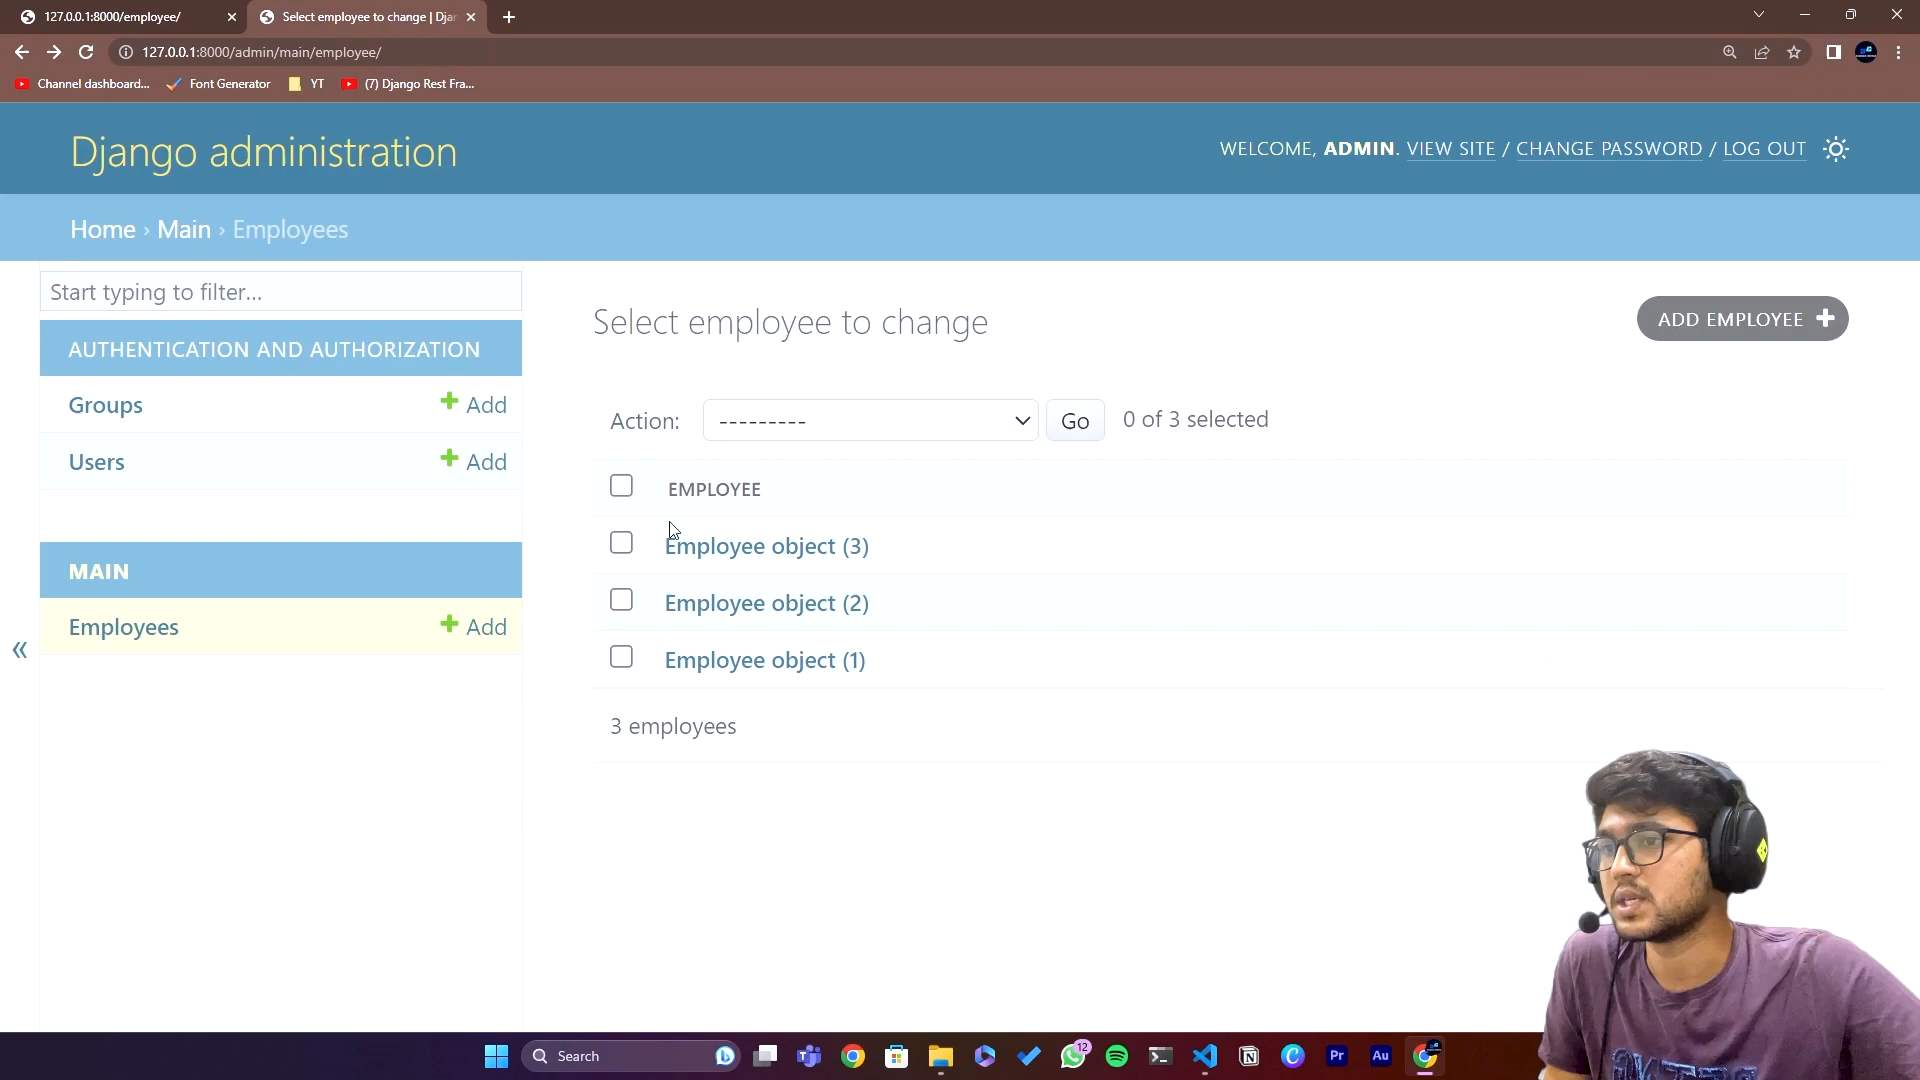 127.0.0.1:8000/employee/
Select employee to change | Djan
127.0.0.1:8000/admin/main/employee/
Channel dashboard...
Font Generator
YT
(7) Django Rest Fra...
Django administration
WELCOME, ADMIN. VIEW SITE / CHANGE PASSWORD / LOG OUT
Home › Main › Employees
Start typing to filter...
AUTHENTICATION AND AUTHORIZATION
Groups
Add
Users
Add
MAIN
Employees
Add
«
Select employee to change
ADD EMPLOYEE
Action:
---------
Go
0 of 3 selected
EMPLOYEE
Employee object (3)
Employee object (2)
Employee object (1)
3 employees
Search
12
Pr
Au